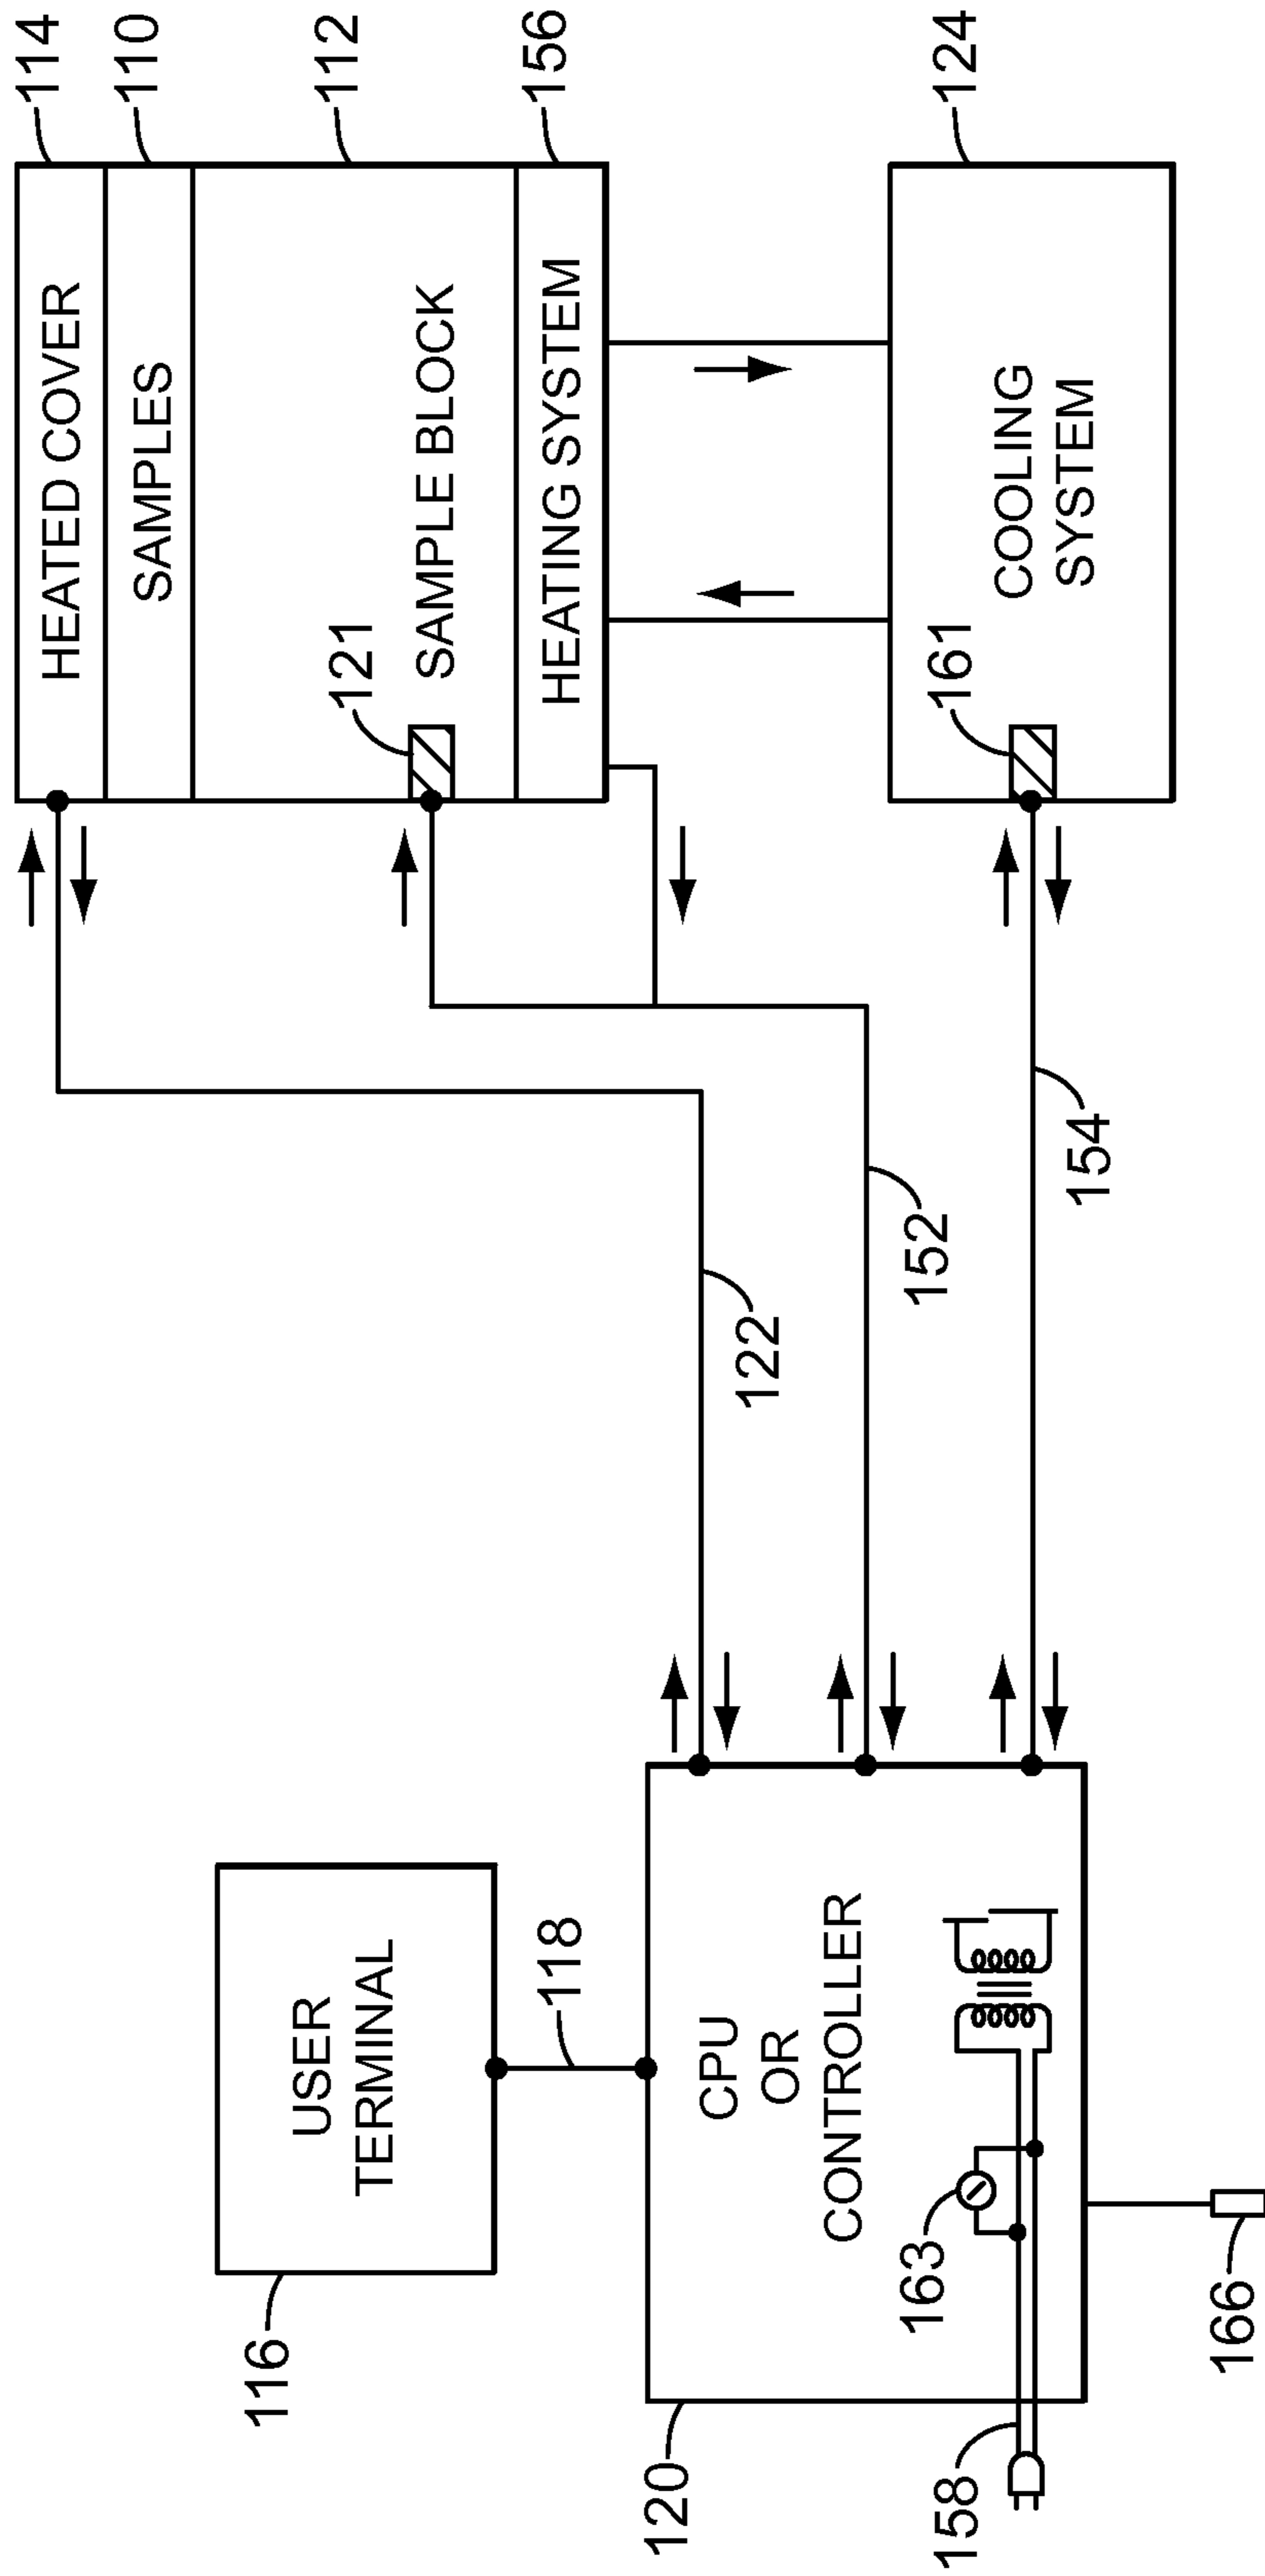 114
110
112
156
124
HEATED COVER
SAMPLES
121
SAMPLE BLOCK
HEATING SYSTEM
161
COOLING
SYSTEM
122
152
154
USER
TERMINAL
116
118
CPU
OR
CONTROLLER
163
120
158
166